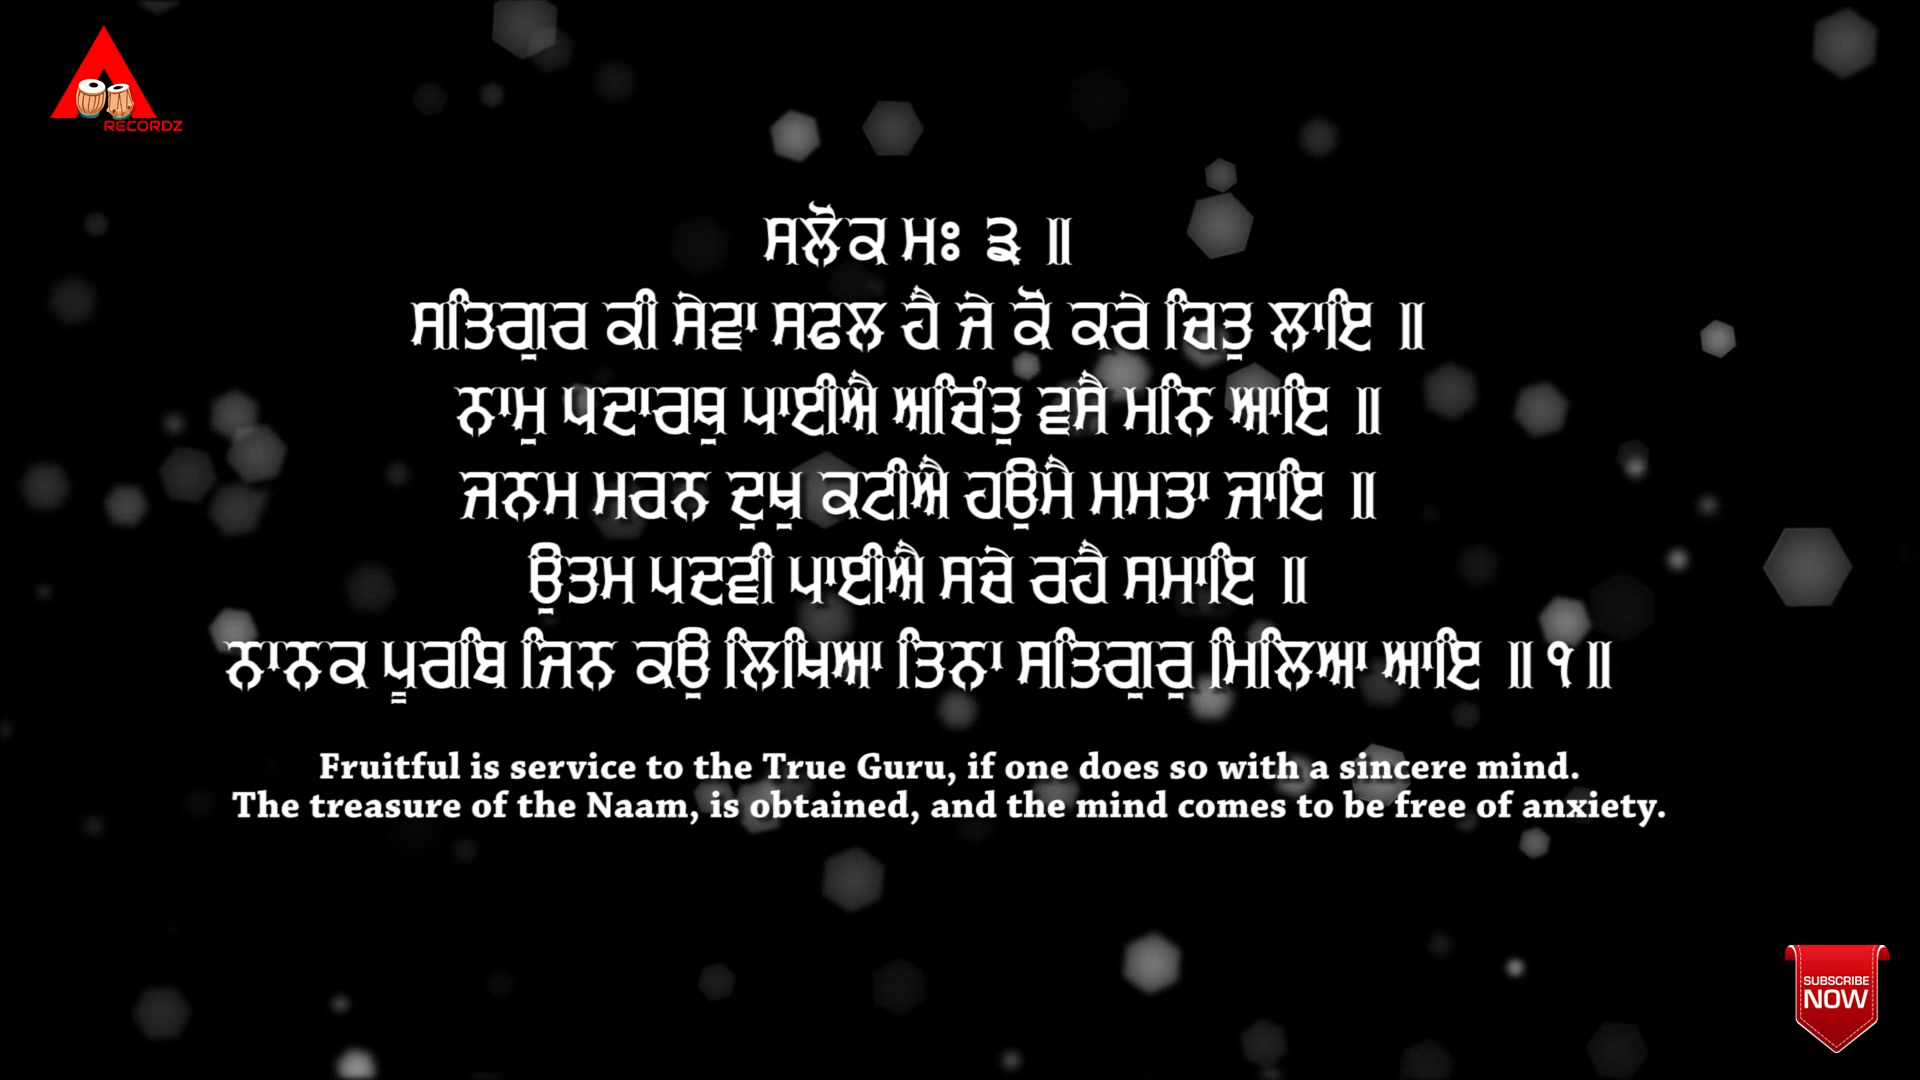 RECORDZ
ਸਲੋਕ ਮਃ ੩ ॥
ਸਤਿਗੁਰ ਕੀ ਸੇਵਾ ਸਫਲ ਹੈ ਜੇ ਕੋ ਕਰੇ ਚਿਤੁ ਲਾਇ ॥
ਨਾਮੁ ਪਦਾਰਥੁ ਪਾਈਐ ਅਚਿੰਤੁ ਵਸੈ ਮਨਿ ਆਇ ॥
ਜਨਮ ਮਰਨ ਦੁਖੁ ਕਟੀਐ ਹਉਮੈ ਮਮਤਾ ਜਾਇ ॥
ਉਤਮ ਪਦਵੀ ਪਾਈਐ ਸਚੇ ਰਹੈ ਸਮਾਇ ॥
ਨਾਨਕ ਪੂਰਬਿ ਜਿਨ ਕਉ ਲਿਖਿਆ ਤਿਨਾ ਸਤਿਗੁਰੁ ਮਿਲਿਆ ਆਇ ॥੧॥
Fruitful is service to the True Guru, if one does so with a sincere mind.
The treasure of the Naam, is obtained, and the mind comes to be free of anxiety.
SUBSCRIBE
NOW